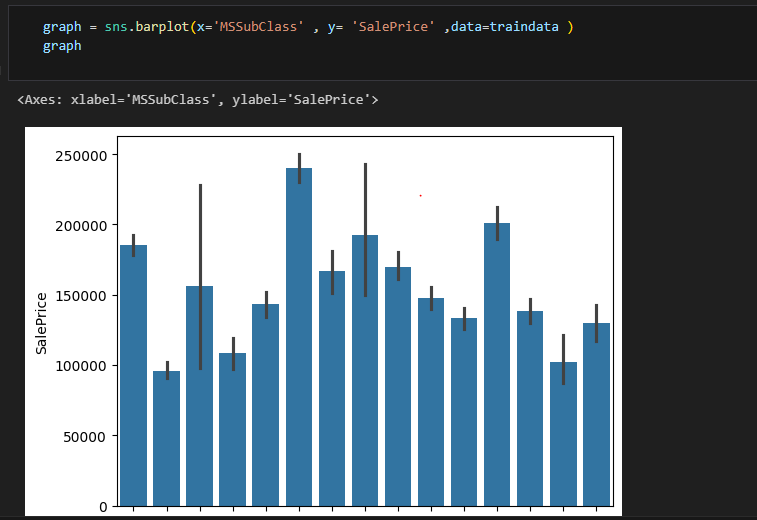 graph = sns.barplot(x='MSSubClass' , y= 'SalePrice' ,data=traindata )
graph
<Axes: xlabel='MSSubClass', ylabel='SalePrice'>
250000
200000
150000
100000
50000
0
SalePrice